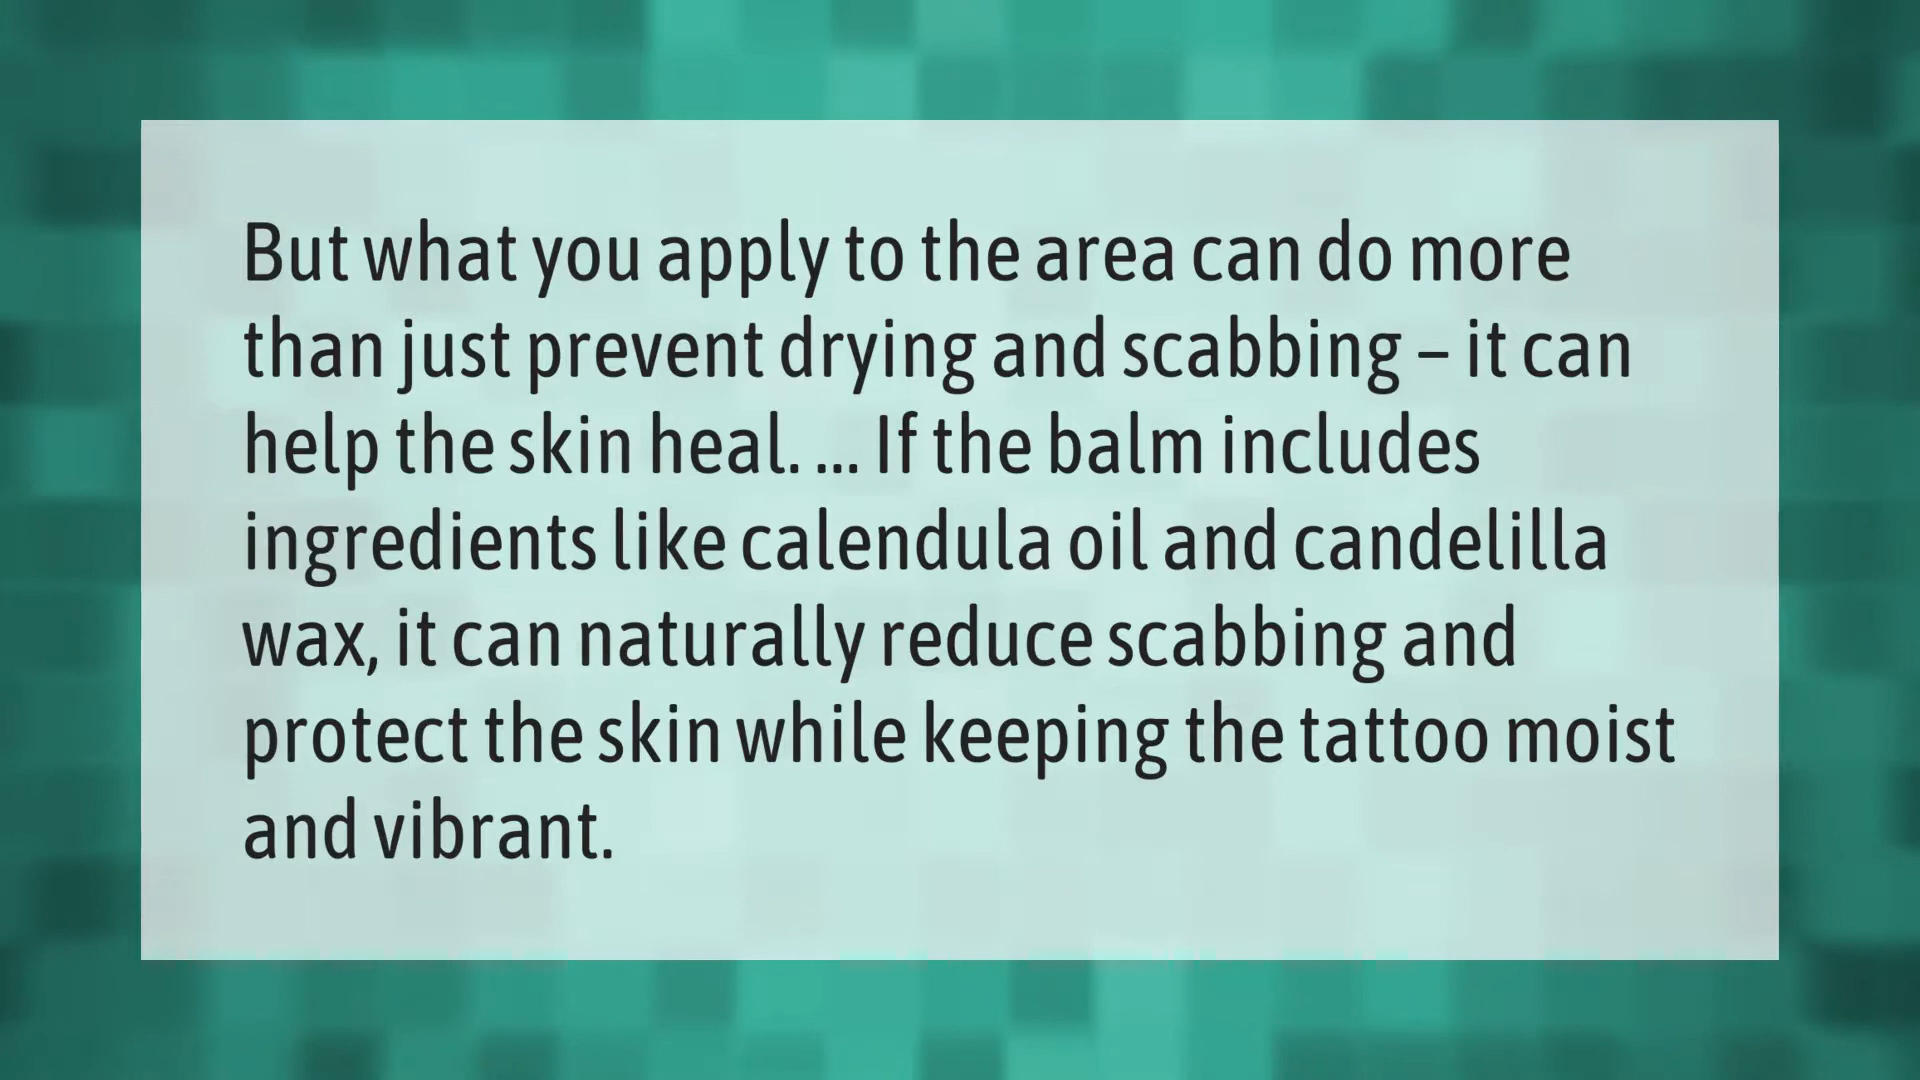 But what you apply to the area can do more
than just prevent drying and scabbing – it can
help the skin heal. ... If the balm includes
ingredients like calendula oil and candelilla
wax, it can naturally reduce scabbing and
protect the skin while keeping the tattoo moist
and vibrant.